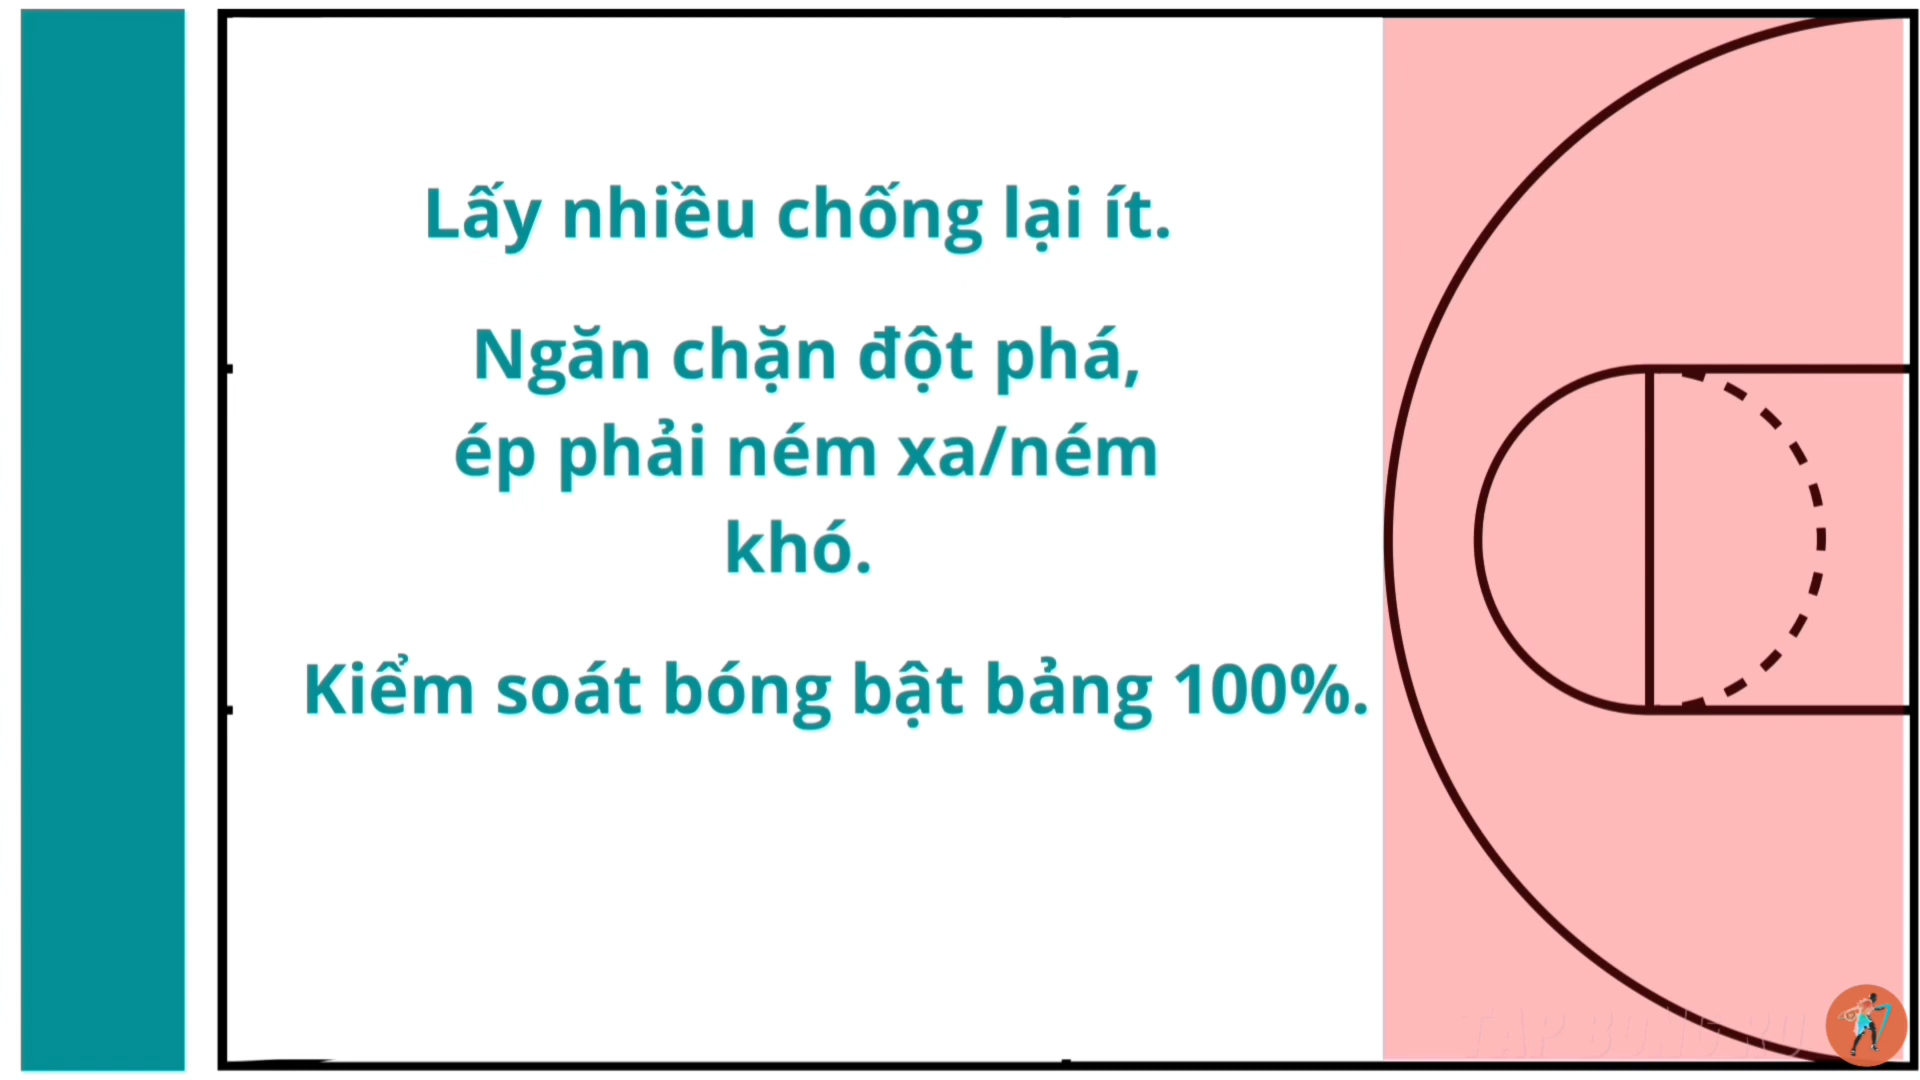 Lấy nhiều chống lại ít.
Ngăn chặn đột phá,
ép phải ném xa/ném
khó.
Kiểm soát bóng bật bảng 100%.